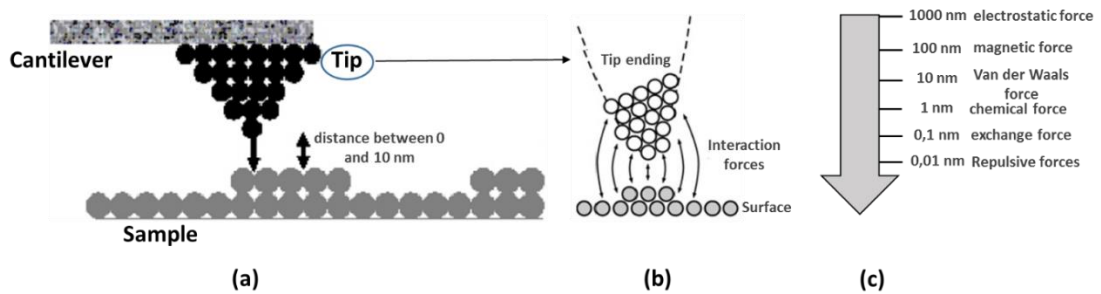 Cantilever
Tip
distance between 0
and 10 nm
Sample
(a)
Tip ending
Interaction
forces
Surface
(b)
1000 nm electrostatic force
100 nm magnetic force
10 nm Van der Waals
force
1 nm chemical force
0,1 nm exchange force
0,01 nm Repulsive forces
(c)